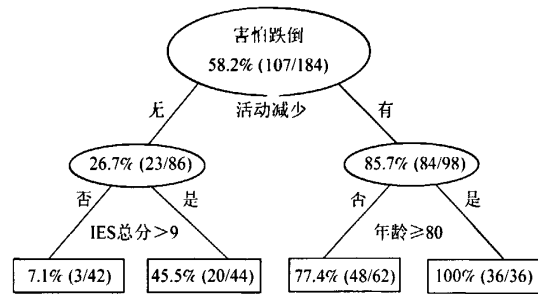 害怕跌倒
58.2% (107/184)
无 活动减少 有
26.7% (23/86) 85.7% (84/98)
否 是 否 是
IES总分＞9 年龄≥80
7.1% (3/42) 45.5% (20/44) 77.4% (48/62) 100% (36/36)